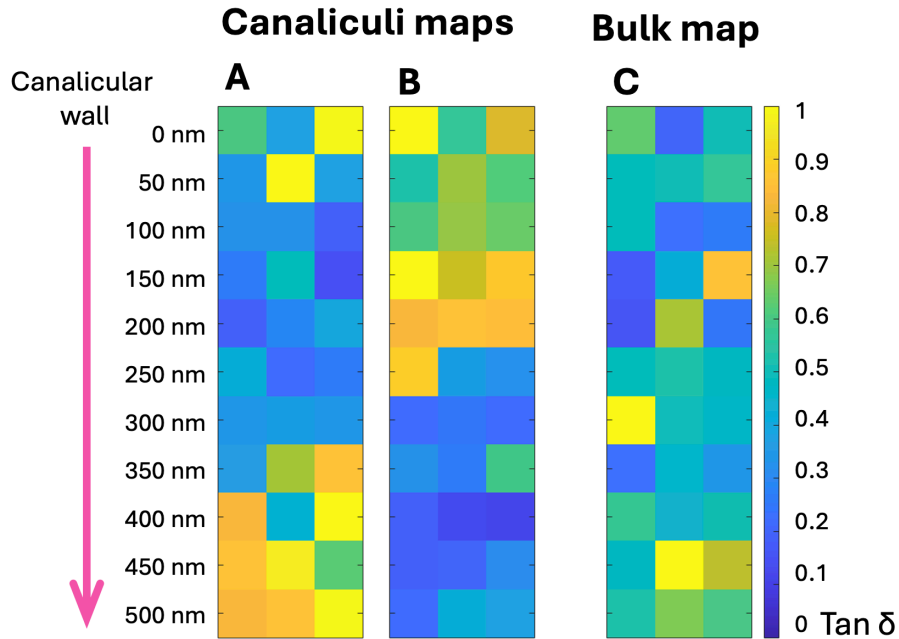 Canaliculi maps
Bulk map
Canalicular
wall
A
B
C
0 nm
50 nm
100 nm
150 nm
200 nm
250 nm
300 nm
350 nm
400 nm
450 nm
500 nm
1
0.9
0.8
0.7
0.6
0.5
0.4
0.3
0.2
0.1
0
Tan δ